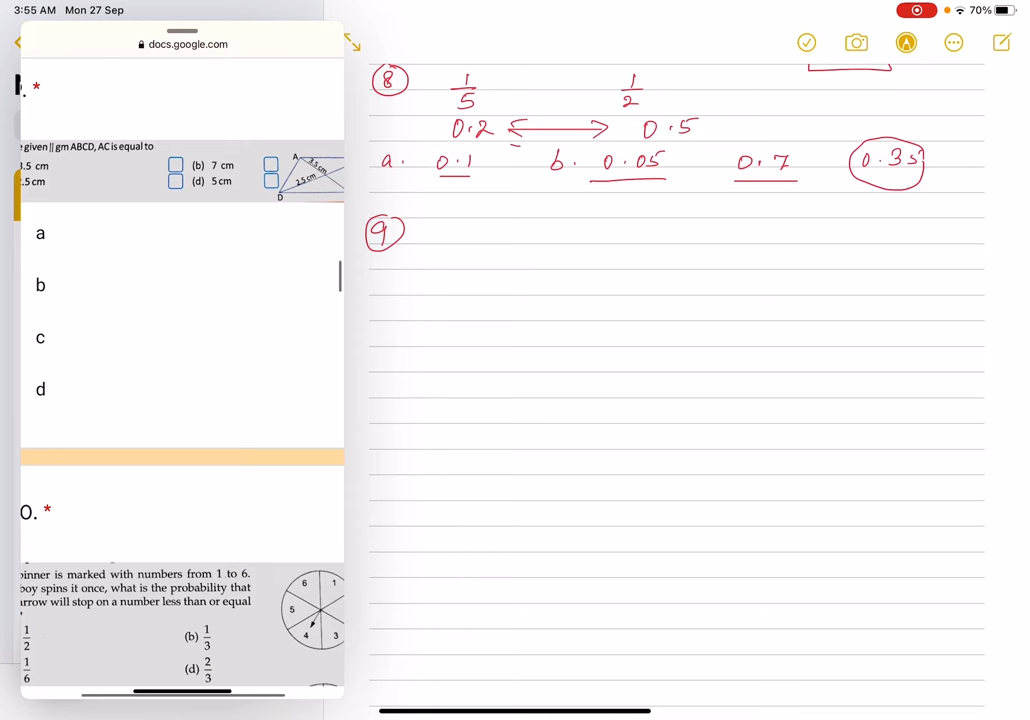 3:55 AM Mon 27 Sep
70%
docs.google.com
. *
given || gm ABCD, AC is equal to
.5 cm (b) 7 cm
.5cm (d) 5 cm
A
3.5 cm
2.5 cm
D
a
b
c
d
0. *
inner is marked with numbers from 1 to 6.
boy spins it once, what is the probability that
arrow will stop on a number less than or equal
?
1/2 (b) 1/3
1/6 (d) 2/3
6 1
5
4 3
8 1/5 1/2
0.2 0.5
a. 0.1 b. 0.05 0.7 0.35
9